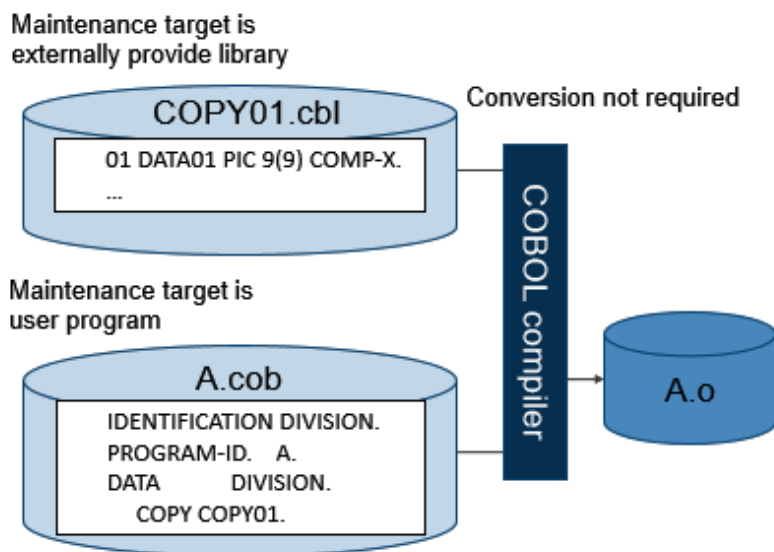 Maintenance target is
externally provide library
COPY01.cbl
Conversion not required
01 DATA01 PIC 9(9) COMP-X.
...
COBOL compiler
Maintenance target is
user program
A.cob
IDENTIFICATION DIVISION.
PROGRAM-ID. A.
DATA DIVISION.
COPY COPY01.
A.o